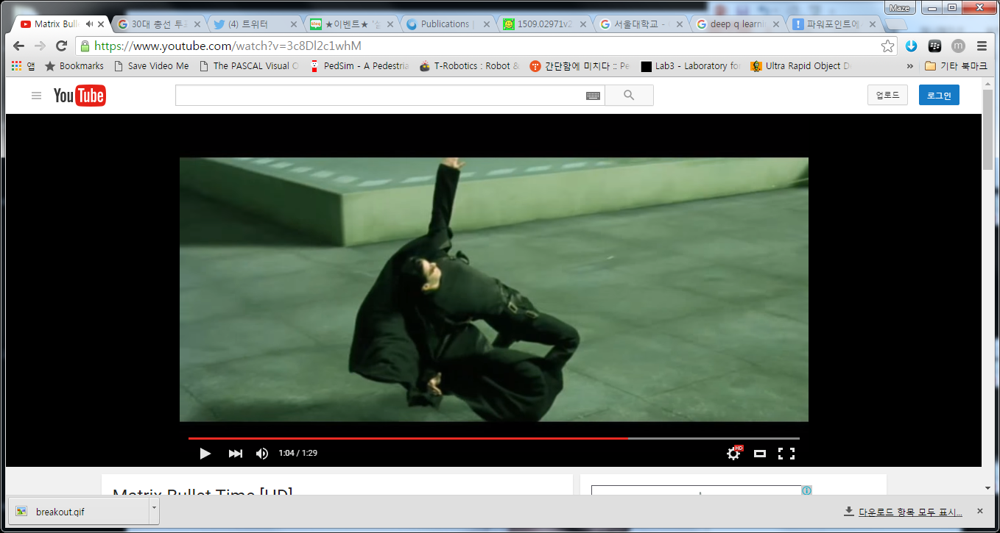 Maze
Matrix Bull
30대 총선 투표
(4) 트위터
★이벤트★
Publications |
1509.02971v2
서울대학교 -
deep q learni
파워포인트에
https://www.youtube.com/watch?v=3c8Dl2c1whM
앱
Bookmarks
Save Video Me
The PASCAL Visual O
PedSim - A Pedestria
T-Robotics : Robot &
간단함에 미치다 :: Pe
Lab3 - Laboratory for
Ultra Rapid Object D
»
기타 북마크
YouTube
업로드
로그인
1:04 / 1:29
HD
Matrix Bullet Time [HD]
breakout.gif
다운로드 항목 모두 표시...